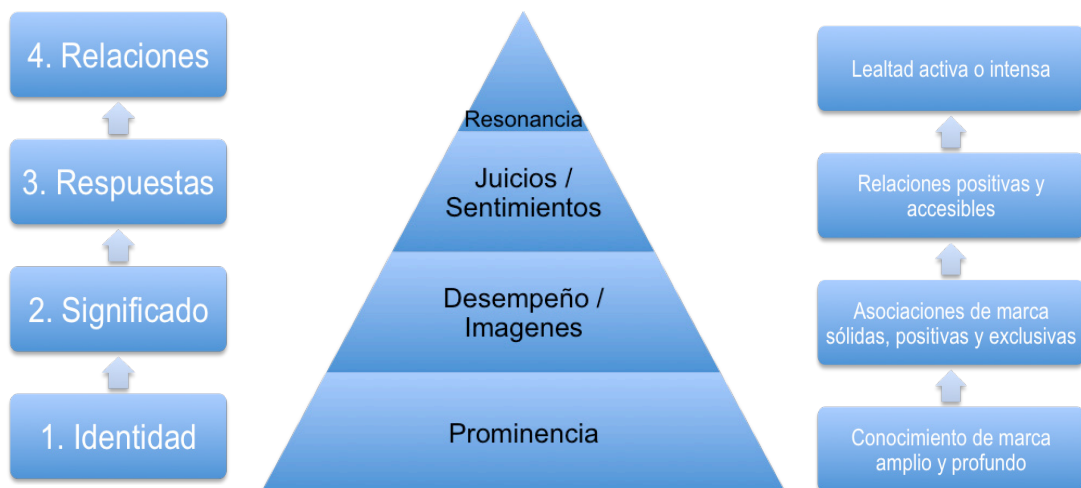 4. Relaciones
3. Respuestas
2. Significado
1. Identidad
Resonancia
Juicios /
Sentimientos
Desempeño /
Imagenes
Prominencia
Lealtad activa o intensa
Relaciones positivas y
accesibles
Asociaciones de marca
sólidas, positivas y exclusivas
Conocimiento de marca
amplio y profundo